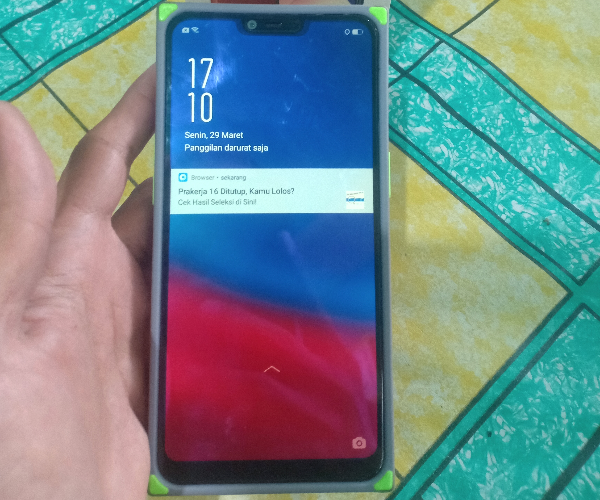 17
10
Senin, 29 Maret
Panggilan darurat saja
Browser • sekarang
Prakerja 16 Ditutup, Kamu Lolos?
Cek Hasil Seleksi di Sini!